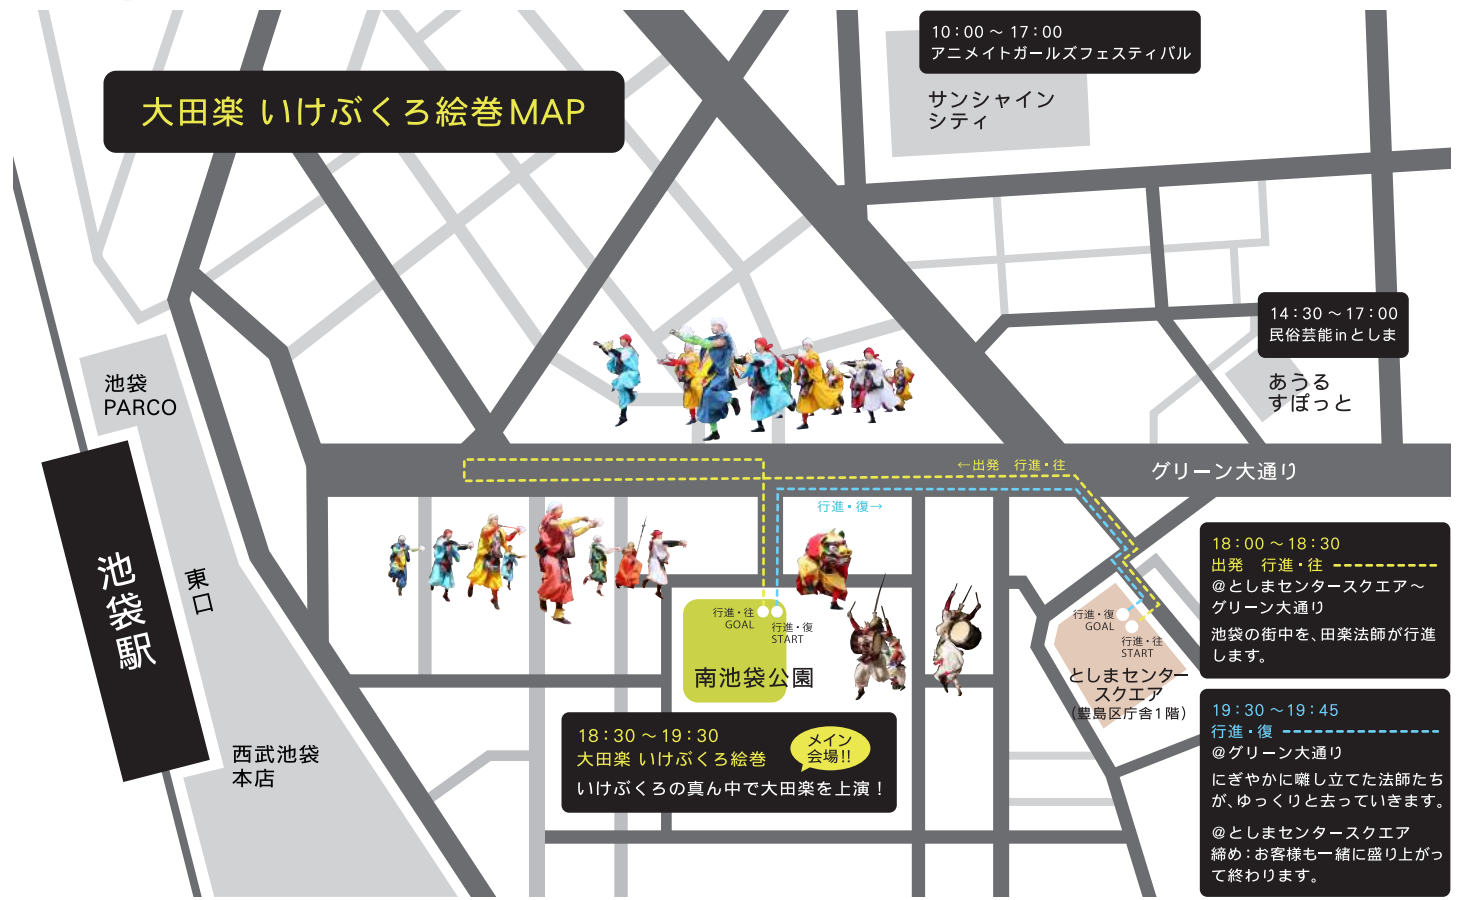 10：00 ～ 17：00
アニメイトガールズフェスティバル
サンシャイン
シティ
大田楽 いけぶくろ絵巻MAP
14：30 ～ 17：00
民俗芸能inとしま
あうる
すぽっと
池袋
PARCO
グリーン大通り
←出発　行進・往
行進・復→
池袋駅
東口
行進・往
GOAL
行進・復
START
南池袋公園
行進・復
GOAL
行進・往
START
としまセンター
スクエア
（豊島区庁舎1階）
18：00 ～ 18：30
出発　行進・往
＠としまセンタースクエア～
グリーン大通り
池袋の街中を、田楽法師が行進
します。
19：30 ～ 19：45
行進・復
＠グリーン大通り
にぎやかに囃し立てた法師たち
が、ゆっくりと去っていきます。
＠としまセンタースクエア
締め：お客様も一緒に盛り上がっ
て終わります。
18：30 ～ 19：30
大田楽 いけぶくろ絵巻
メイン
会場!!
いけぶくろの真ん中で大田楽を上演！
西武池袋
本店